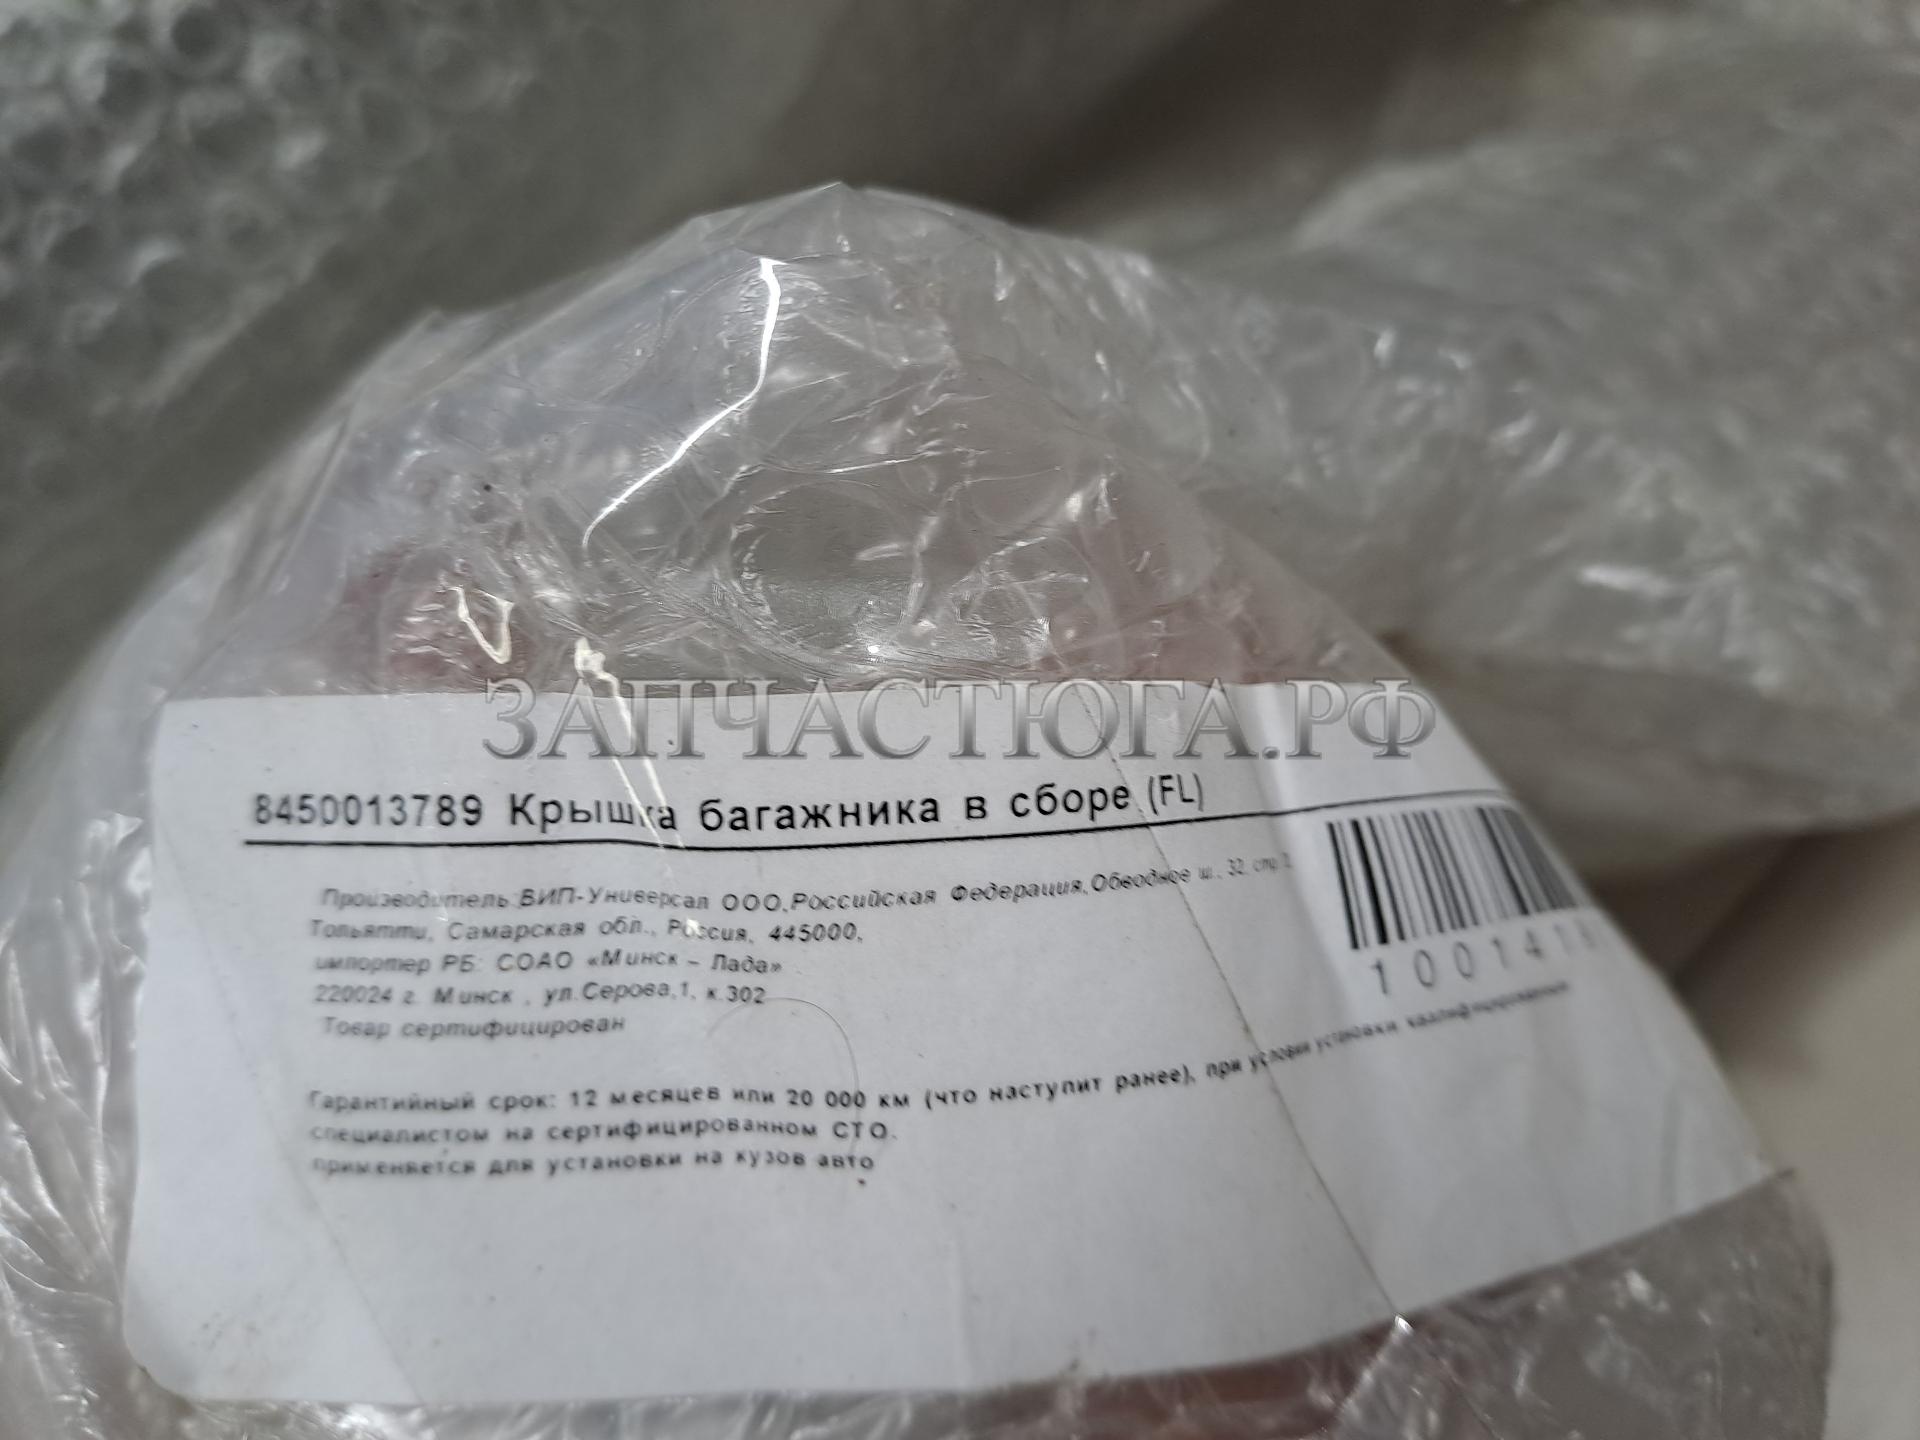 ЗАПЧАСТЮГА.РФ
8450013789 Крышка багажника в сборе (FL)
Производитель:ВИП-Универсал ООО,Российская Федерация,Обводное ш., 32, стр 2,
Тольятти, Самарская обл., Россия, 445000,
импортер РБ: СОАО «Минск – Лада»
220024 г. Минск , ул.Серова,1, к.302
Товар сертифицирован
1001418
Гарантийный срок: 12 месяцев или 20 000 км (что наступит ранее), при условии установки квалифицированным
специалистом на сертифицированном СТО.
применяется для установки на кузов авто